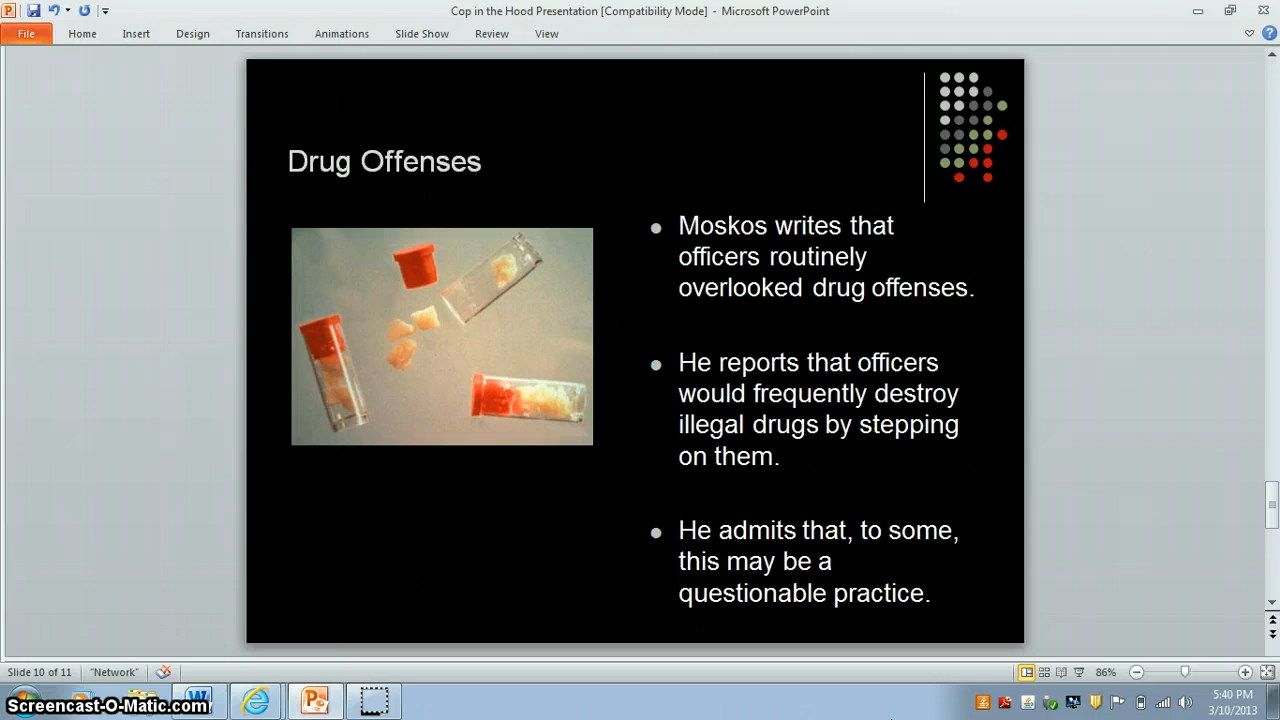 Cop in the Hood Presentation [Compatibility Mode] - Microsoft PowerPoint
File Home Insert Design Transitions Animations Slide Show Review View
Drug Offenses
Moskos writes that
officers routinely
overlooked drug offenses.
He reports that officers
would frequently destroy
illegal drugs by stepping
on them.
He admits that, to some,
this may be a
questionable practice.
Slide 10 of 11 "Network" 86%
Screencast-O-Matic.com
5:40 PM
3/10/2013